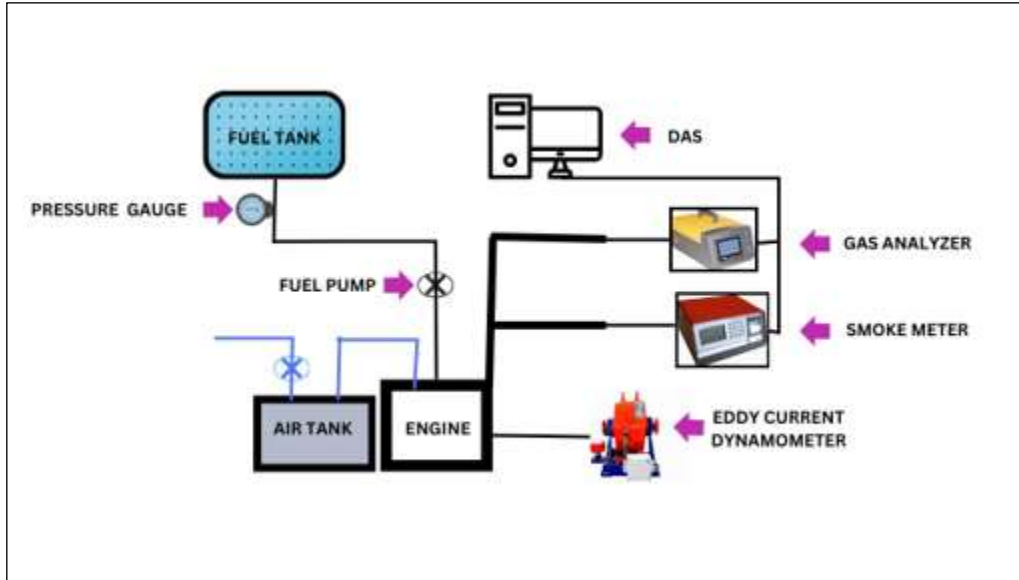 FUEL TANK
DAS
PRESSURE GAUGE
GAS ANALYZER
FUEL PUMP
SMOKE METER
AIR TANK
ENGINE
EDDY CURRENT
DYNAMOMETER